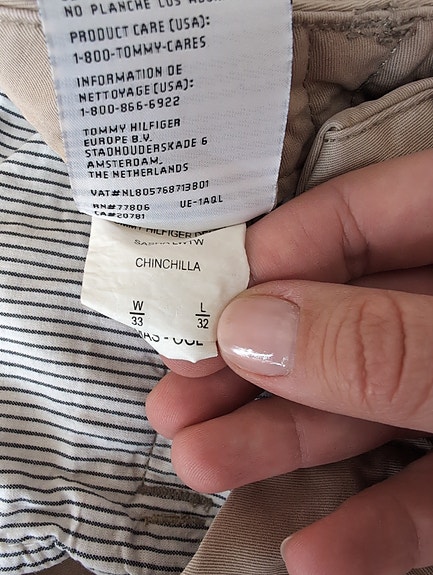 NO PLANCHE LOS
PRODUCT CARE (USA):
1-800-TOMMY-CARES
INFORMATION DE
NETTOYAGE(USA):
1-800-866-6922
TOMMY HILFIGER
EUROPE B.V.
STADHOUDERSKADE 6
AMSTERDAM,
THE NETHERLANDS
VAT#NL805768713B01
RN#77806 UE-1AQL
CA#20781
HILFIGER
CHINCHILLA
W L
33 32